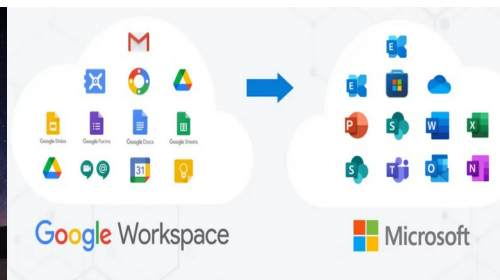 E
E
Google Slides Google Forms Google Docs Google Sheets
P S W X
31
S T O N
Google Workspace
Microsoft